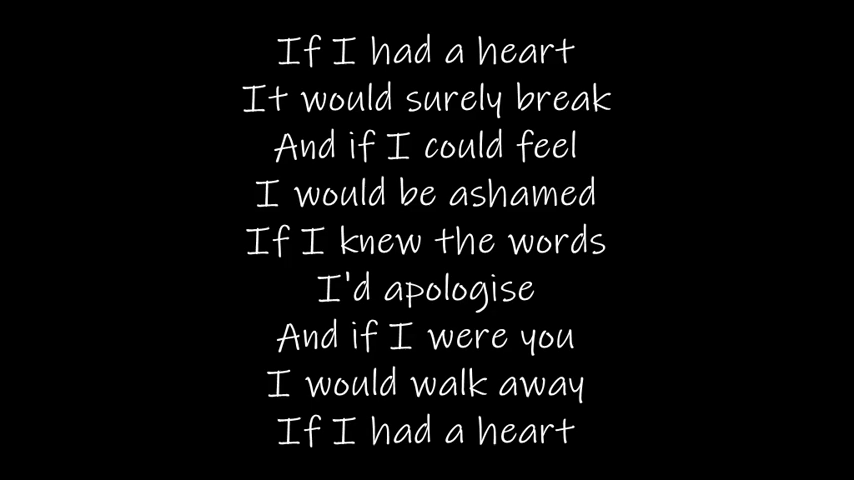 If I had a heart
It would surely break
And if I could feel
I would be ashamed
If I knew the words
I'd apologise
And if I were you
I would walk away
If I had a heart